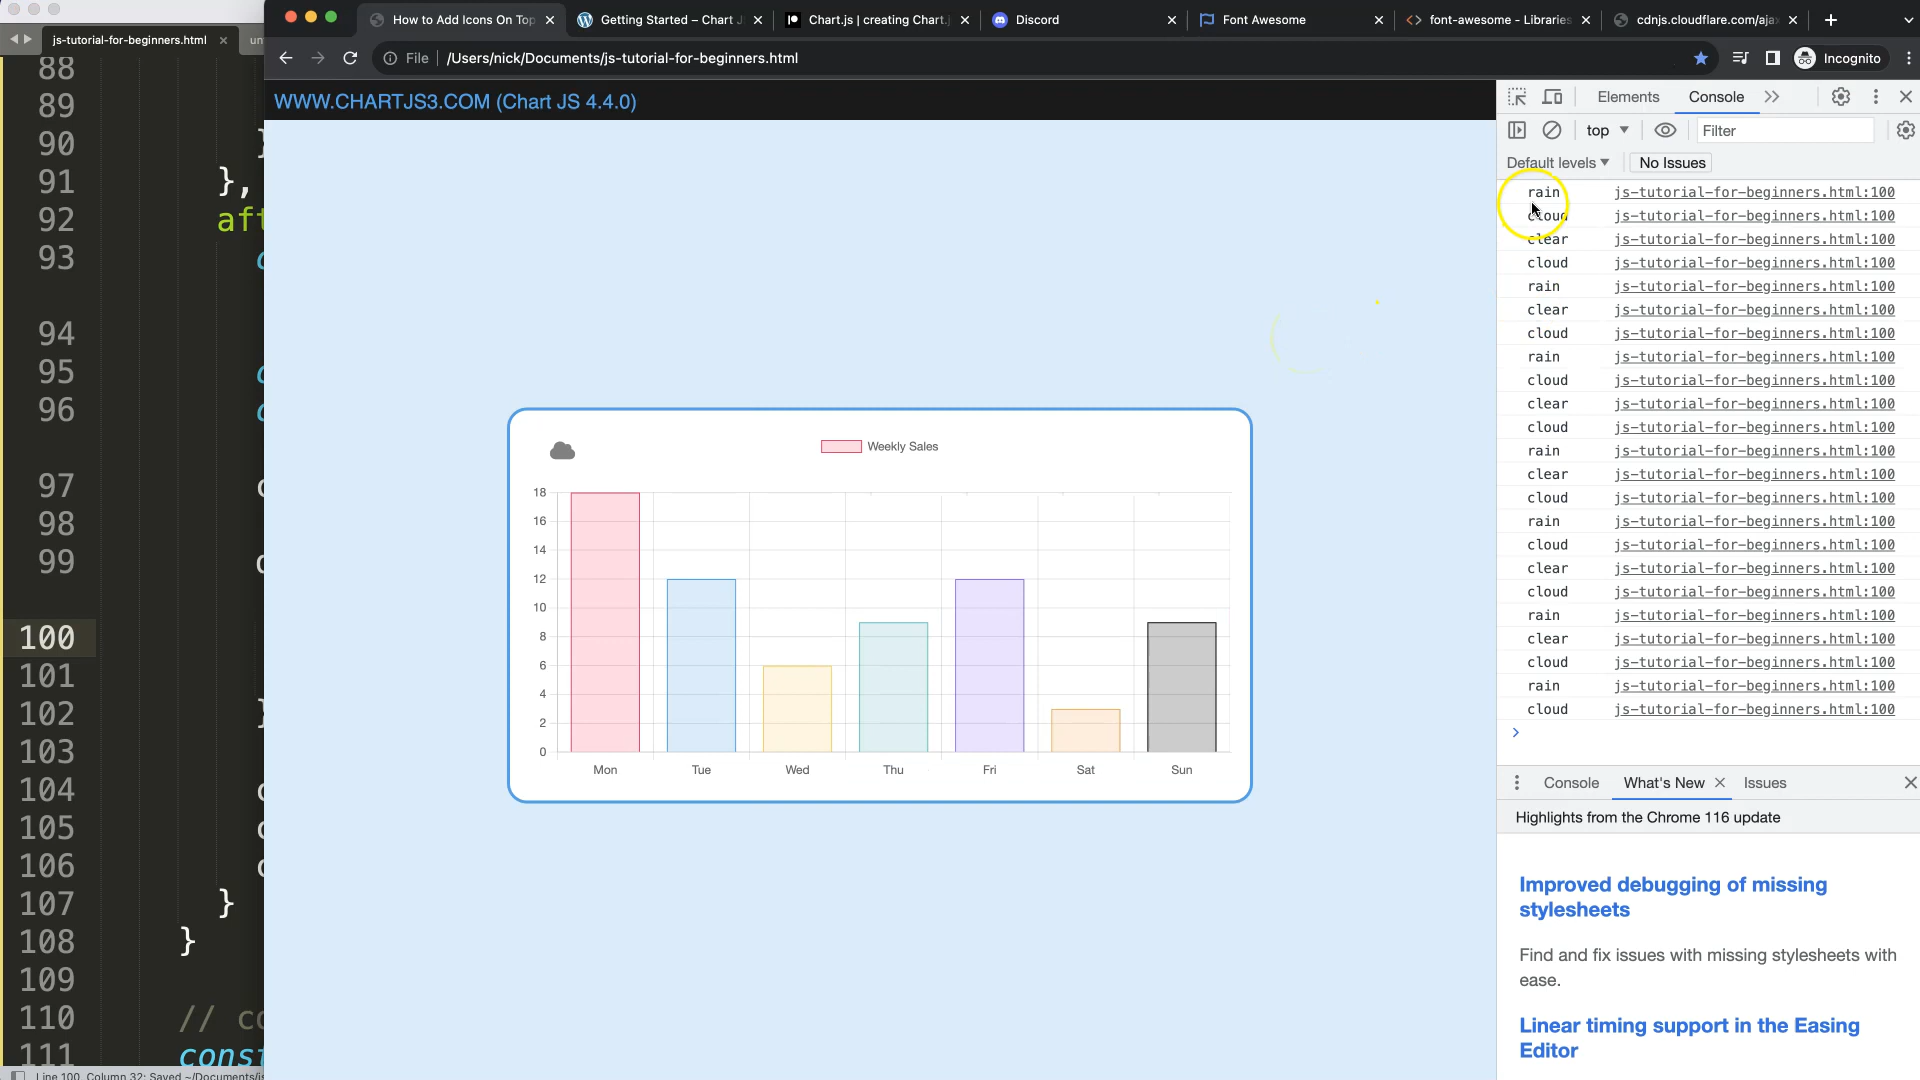 js-tutorial-for-beginners.html
How to Add Icons On Top
Getting Started – Chart J
Chart.js | creating Chart.
Discord
Font Awesome
font-awesome - Libraries
cdnjs.cloudflare.com/aja
File
/Users/nick/Documents/js-tutorial-for-beginners.html
Incognito
WWW.CHARTJS3.COM (Chart JS 4.4.0)
88
89
90 }
91 },
92 aft
93 c
94
95 c
96 c
97 c
98
99 d
100
101
102 }
103
104 c
105 c
106 c
107 }
108 }
109
110 // co
111 const
Line 100, Column 32; Saved ~/Documents/js
Weekly Sales
18
16
14
12
10
8
6
4
2
0
Mon Tue Wed Thu Fri Sat Sun
Elements Console
top Filter
Default levels No Issues
rain js-tutorial-for-beginners.html:100
cloud js-tutorial-for-beginners.html:100
clear js-tutorial-for-beginners.html:100
cloud js-tutorial-for-beginners.html:100
rain js-tutorial-for-beginners.html:100
clear js-tutorial-for-beginners.html:100
cloud js-tutorial-for-beginners.html:100
rain js-tutorial-for-beginners.html:100
cloud js-tutorial-for-beginners.html:100
clear js-tutorial-for-beginners.html:100
cloud js-tutorial-for-beginners.html:100
rain js-tutorial-for-beginners.html:100
clear js-tutorial-for-beginners.html:100
cloud js-tutorial-for-beginners.html:100
rain js-tutorial-for-beginners.html:100
cloud js-tutorial-for-beginners.html:100
clear js-tutorial-for-beginners.html:100
cloud js-tutorial-for-beginners.html:100
rain js-tutorial-for-beginners.html:100
clear js-tutorial-for-beginners.html:100
cloud js-tutorial-for-beginners.html:100
rain js-tutorial-for-beginners.html:100
cloud js-tutorial-for-beginners.html:100
Console What's New Issues
Highlights from the Chrome 116 update
Improved debugging of missing
stylesheets
Find and fix issues with missing stylesheets with
ease.
Linear timing support in the Easing
Editor